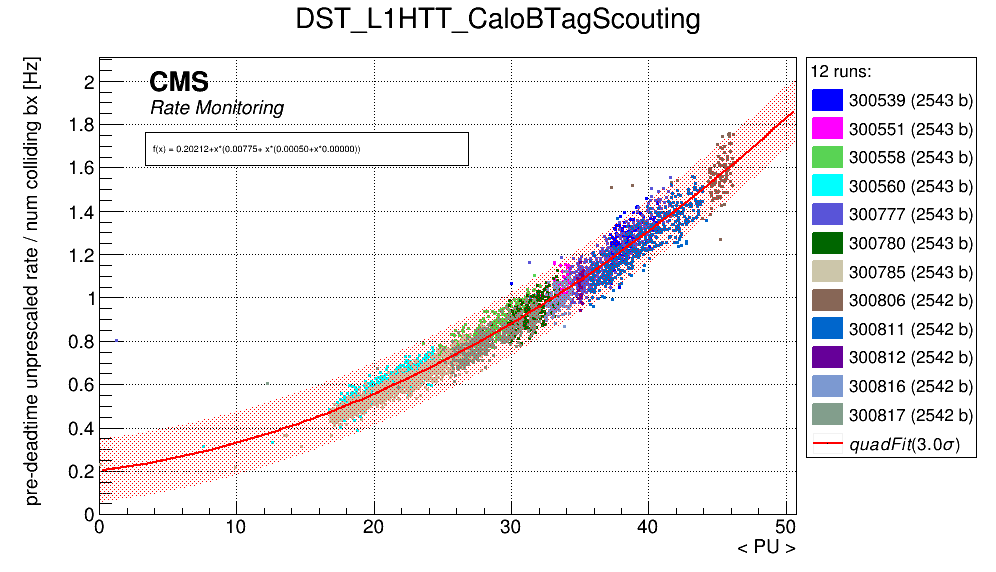 DST_L1HTT_CaloBTagScouting
pre-deadtime unprescaled rate / num colliding bx [Hz]
CMS
Rate Monitoring
f(x) = 0.20212+x*(0.00775+ x*(0.00050+x*0.00000))
2
1.8
1.6
1.4
1.2
1
0.8
0.6
0.4
0.2
0
0 10 20 30 40 50
< PU >
12 runs:
300539 (2543 b)
300551 (2543 b)
300558 (2543 b)
300560 (2543 b)
300777 (2543 b)
300780 (2543 b)
300785 (2543 b)
300806 (2542 b)
300811 (2542 b)
300812 (2542 b)
300816 (2542 b)
300817 (2542 b)
quadFit(3.0σ)